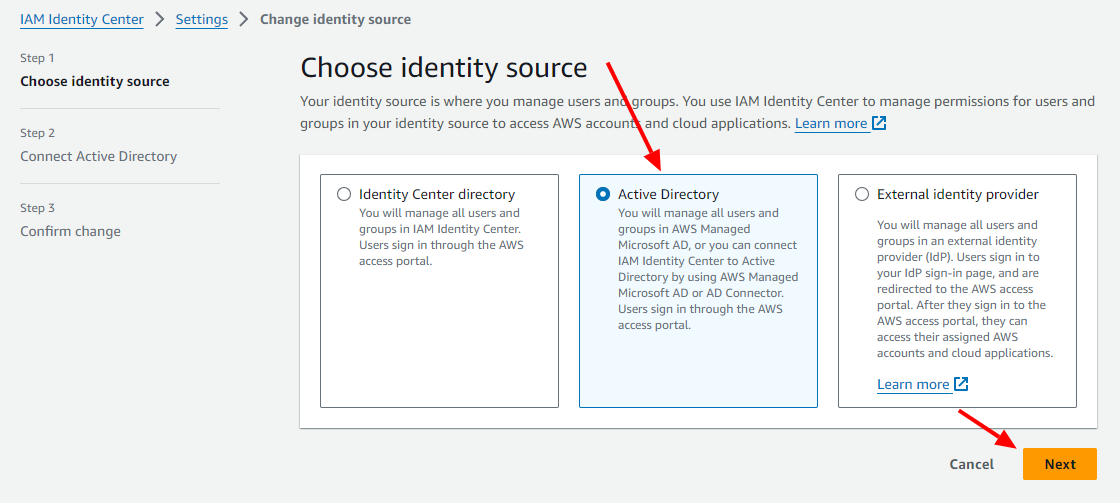 IAM Identity Center > Settings > Change identity source
Step 1
Choose identity source
Step 2
Connect Active Directory
Step 3
Confirm change
Choose identity source
Your identity source is where you manage users and groups. You use IAM Identity Center to manage permissions for users and
groups in your identity source to access AWS accounts and cloud applications. Learn more
Identity Center directory
You will manage all users and
groups in IAM Identity Center.
Users sign in through the AWS
access portal.
Active Directory
You will manage all users and
groups in AWS Managed
Microsoft AD, or you can connect
IAM Identity Center to Active
Directory by using AWS Managed
Microsoft AD or AD Connector.
Users sign in through the AWS
access portal.
External identity provider
You will manage all users and
groups in an external identity
provider (IdP). Users sign in to
your IdP sign-in page, and are
redirected to the AWS access
portal. After they sign in to the
AWS access portal, they can
access their assigned AWS
accounts and cloud applications.
Learn more
Cancel
Next